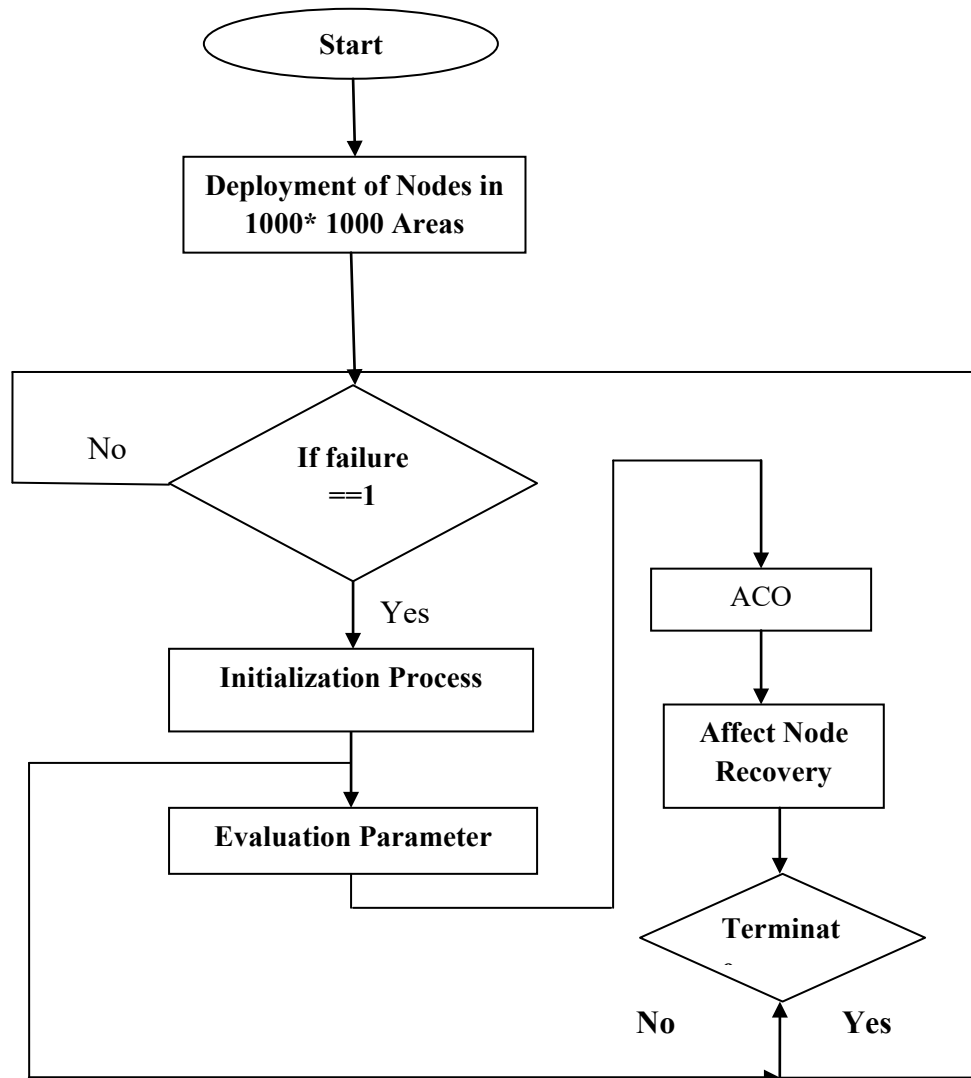 Start
Deployment of Nodes in
1000* 1000 Areas
No
If failure
==1
Yes
Initialization Process
Evaluation Parameter
ACO
Affect Node
Recovery
Terminat
No
Yes